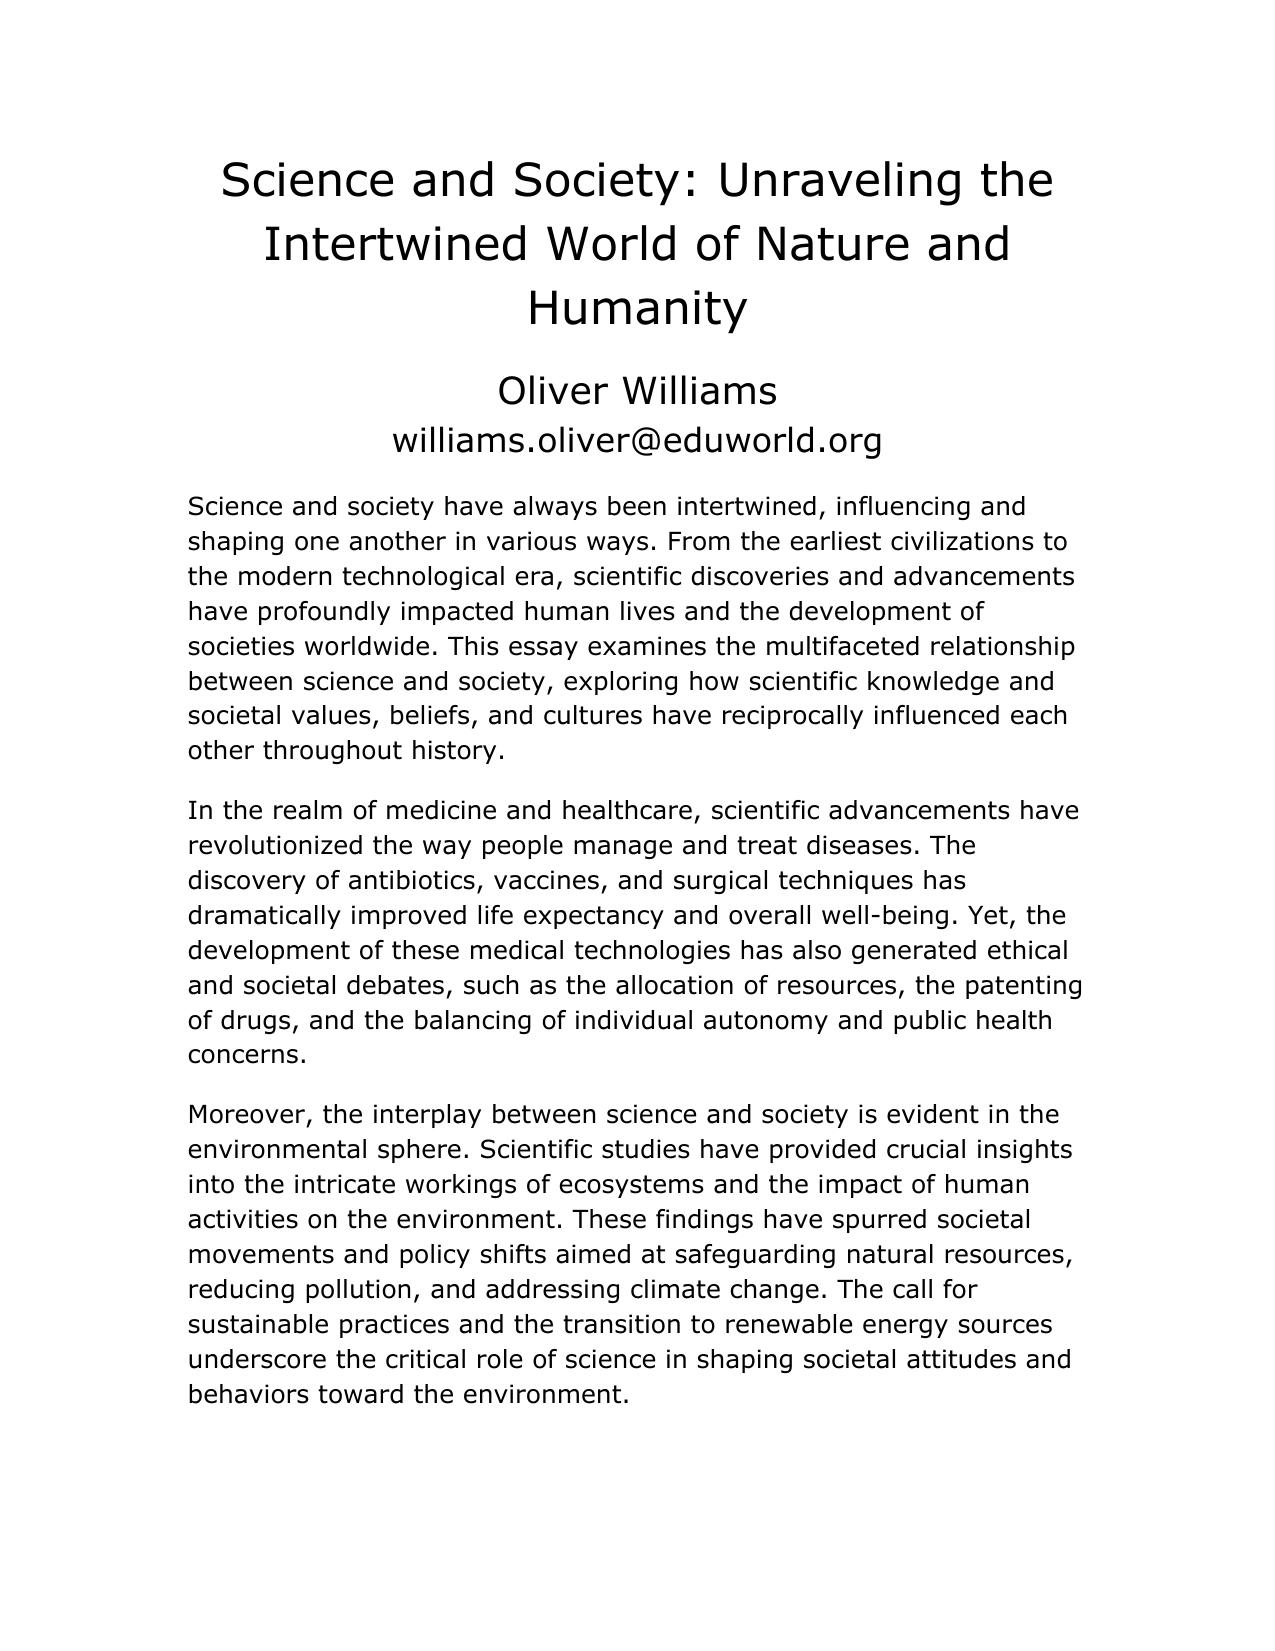 Science and Society: Unraveling the
Intertwined World of Nature and
Humanity
Oliver Williams
williams.oliver@eduworld.org
Science and society have always been intertwined, influencing and
shaping one another in various ways. From the earliest civilizations to
the modern technological era, scientific discoveries and advancements
have profoundly impacted human lives and the development of
societies worldwide. This essay examines the multifaceted relationship
between science and society, exploring how scientific knowledge and
societal values, beliefs, and cultures have reciprocally influenced each
other throughout history.
In the realm of medicine and healthcare, scientific advancements have
revolutionized the way people manage and treat diseases. The
discovery of antibiotics, vaccines, and surgical techniques has
dramatically improved life expectancy and overall well-being. Yet, the
development of these medical technologies has also generated ethical
and societal debates, such as the allocation of resources, the patenting
of drugs, and the balancing of individual autonomy and public health
concerns.
Moreover, the interplay between science and society is evident in the
environmental sphere. Scientific studies have provided crucial insights
into the intricate workings of ecosystems and the impact of human
activities on the environment. These findings have spurred societal
movements and policy shifts aimed at safeguarding natural resources,
reducing pollution, and addressing climate change. The call for
sustainable practices and the transition to renewable energy sources
underscore the critical role of science in shaping societal attitudes and
behaviors toward the environment.